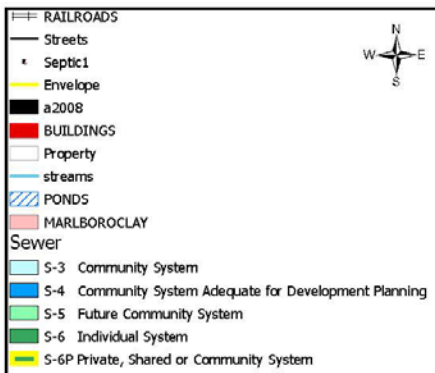 RAILROADS
Streets
Septic1
Envelope
a2008
BUILDINGS
Property
streams
PONDS
MARLBOROCLAY
Sewer
S-3 Community System
S-4 Community System Adequate for Development Planning
S-5 Future Community System
S-6 Individual System
S-6P Private, Shared or Community System
N
W E
S